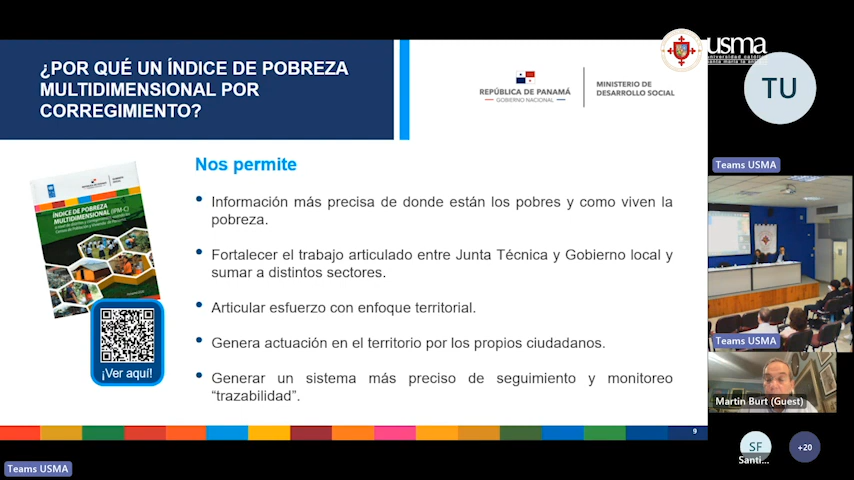 ¿POR QUÉ UN ÍNDICE DE POBREZA
MULTIDIMENSIONAL POR
CORREGIMIENTO?
REPÚBLICA DE PANAMÁ
GOBIERNO NACIONAL
MINISTERIO DE
DESARROLLO SOCIAL
usma
TU
Teams USMA
Nos permite
• Información más precisa de donde están los pobres y como viven la
pobreza.
• Fortalecer el trabajo articulado entre Junta Técnica y Gobierno local y
sumar a distintos sectores.
• Articular esfuerzo con enfoque territorial.
• Genera actuación en el territorio por los propios ciudadanos.
• Generar un sistema más preciso de seguimiento y monitoreo
“trazabilidad”.
ÍNDICE DE POBREZA
MULTIDIMENSIONAL (IPM-C)
¡Ver aquí!
Teams USMA
Martin Burt (Guest)
SF
Santi...
+20
9
Teams USMA